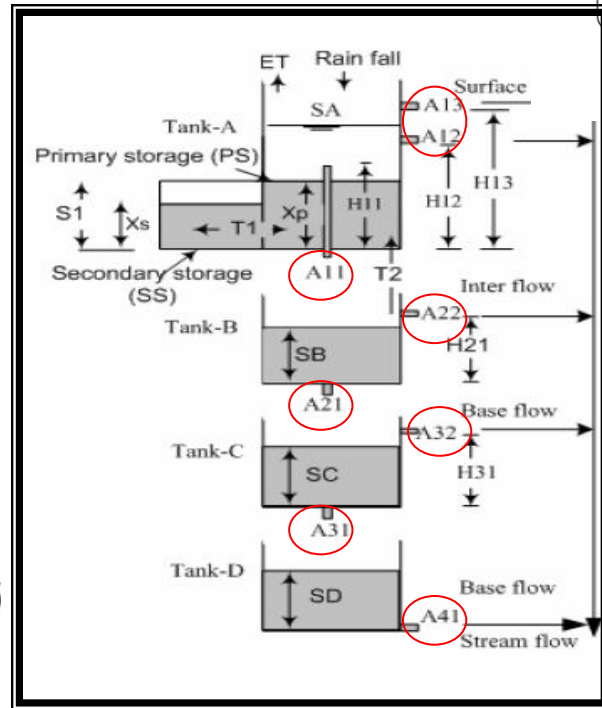 ET
Rain fall
Surface
SA
A13
Tank-A
A12
Primary storage (PS)
S1
Xs
T1
Xp
H11
H12
H13
Secondary storage
(SS)
A11
T2
Inter flow
Tank-B
A22
SB
H21
A21
Base flow
A32
Tank-C
SC
H31
A31
Tank-D
SD
Base flow
A41
Stream flow